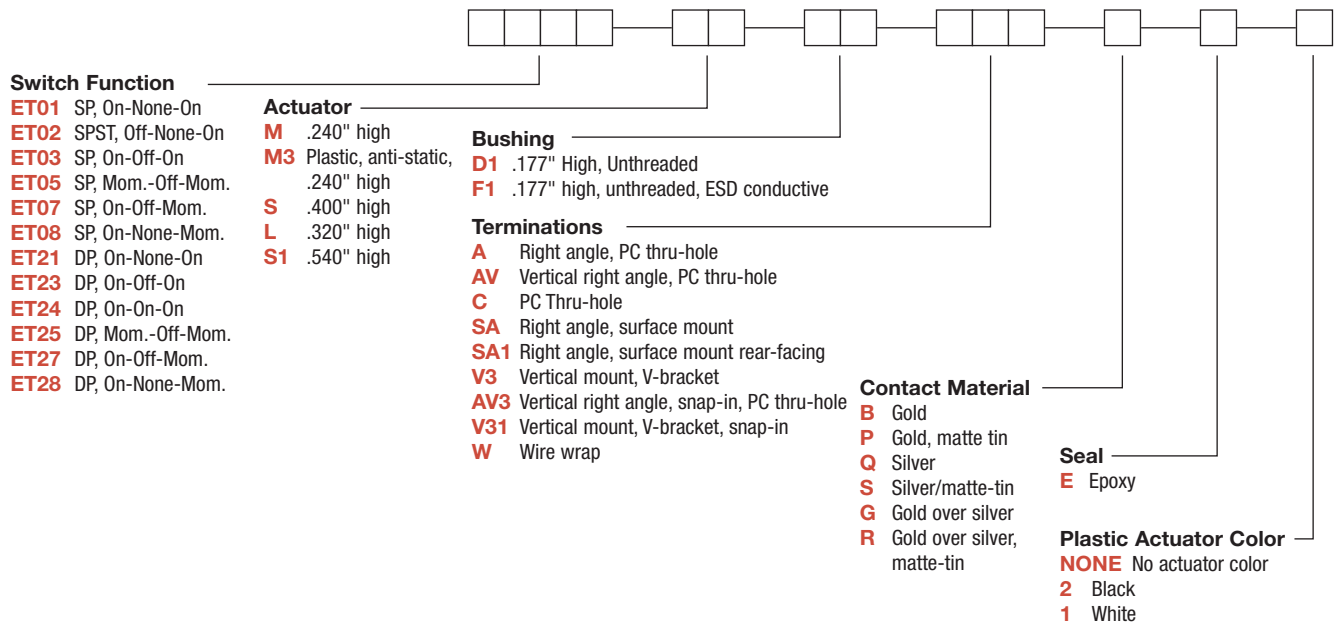 Switch Function
ET01 SP, On-None-On
ET02 SPST, Off-None-On
ET03 SP, On-Off-On
ET05 SP, Mom.-Off-Mom.
ET07 SP, On-Off-Mom.
ET08 SP, On-None-Mom.
ET21 DP, On-None-On
ET23 DP, On-Off-On
ET24 DP, On-On-On
ET25 DP, Mom.-Off-Mom.
ET27 DP, On-Off-Mom.
ET28 DP, On-None-Mom.
Actuator
M .240" high
M3 Plastic, anti-static,
.240" high
S .400" high
L .320" high
S1 .540" high
Bushing
D1 .177" High, Unthreaded
F1 .177" high, unthreaded, ESD conductive
Terminations
A Right angle, PC thru-hole
AV Vertical right angle, PC thru-hole
C PC Thru-hole
SA Right angle, surface mount
SA1 Right angle, surface mount rear-facing
V3 Vertical mount, V-bracket
AV3 Vertical right angle, snap-in, PC thru-hole
V31 Vertical mount, V-bracket, snap-in
W Wire wrap
Contact Material
B Gold
P Gold, matte tin
Q Silver
S Silver/matte-tin
G Gold over silver
R Gold over silver,
matte-tin
Seal
E Epoxy
Plastic Actuator Color
NONE No actuator color
2 Black
1 White